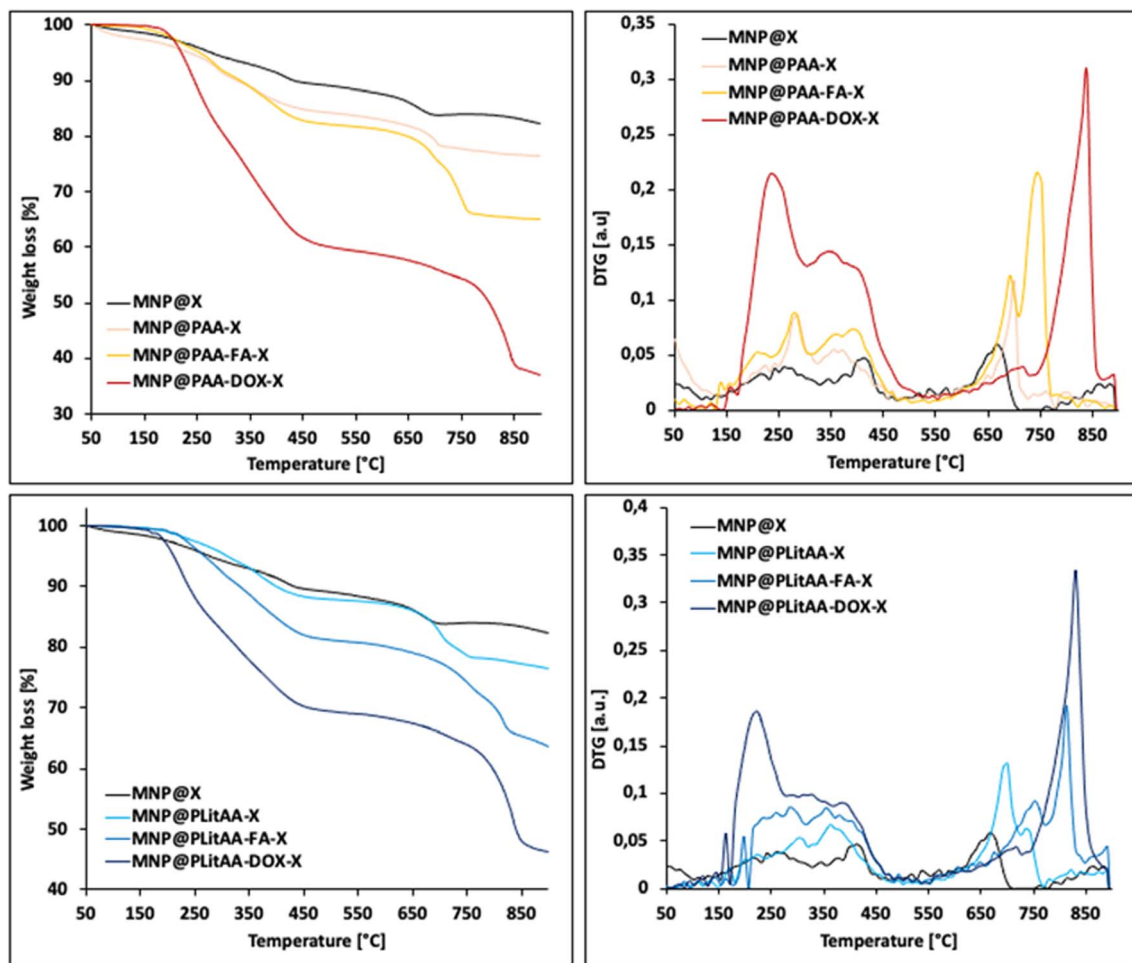 100
90
80
70
60
50
40
30
Weight loss [%]
MNP@X
MNP@PAA-X
MNP@PAA-FA-X
MNP@PAA-DOX-X
50 150 250 350 450 550 650 750 850
Temperature [°C]
0,35
0,3
0,25
0,2
0,15
0,1
0,05
0
DTG [a.u]
MNP@X
MNP@PAA-X
MNP@PAA-FA-X
MNP@PAA-DOX-X
50 150 250 350 450 550 650 750 850
Temperature [°C]
100
90
80
70
60
50
40
Weight loss [%]
MNP@X
MNP@PLitAA-X
MNP@PLitAA-FA-X
MNP@PLitAA-DOX-X
50 150 250 350 450 550 650 750 850
Temperature [°C]
0,4
0,35
0,3
0,25
0,2
0,15
0,1
0,05
0
DTG [a.u.]
MNP@X
MNP@PLitAA-X
MNP@PLitAA-FA-X
MNP@PLitAA-DOX-X
50 150 250 350 450 550 650 750 850
Temperature [°C]